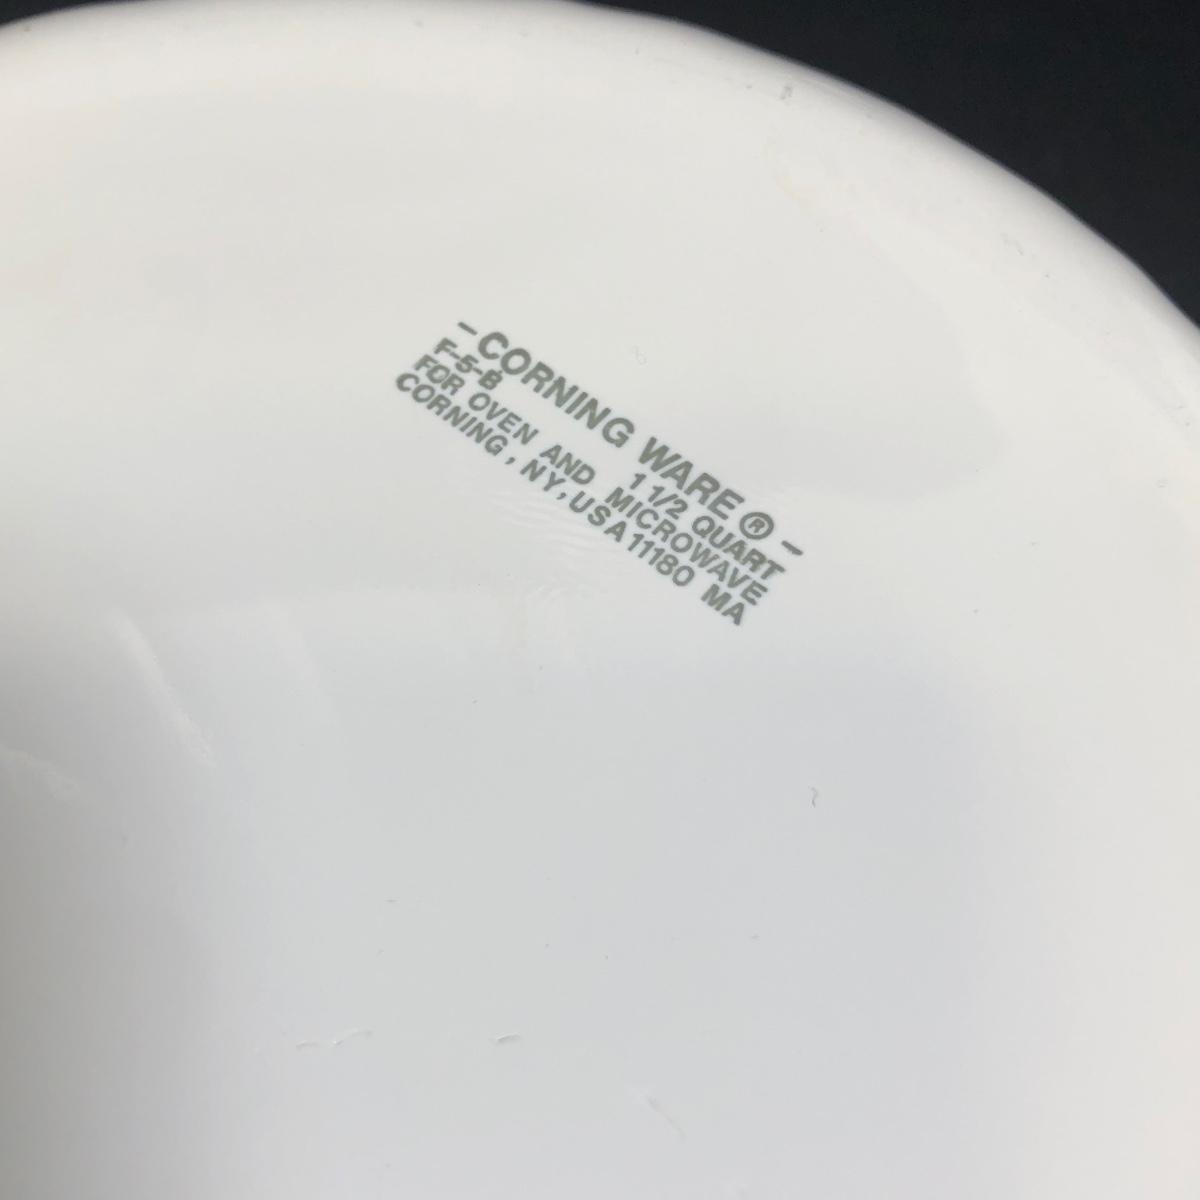 -CORNING WARE®-
F-5-B 1 1/2 QUART
FOR OVEN AND MICROWAVE
CORNING, NY, USA 11180 MA